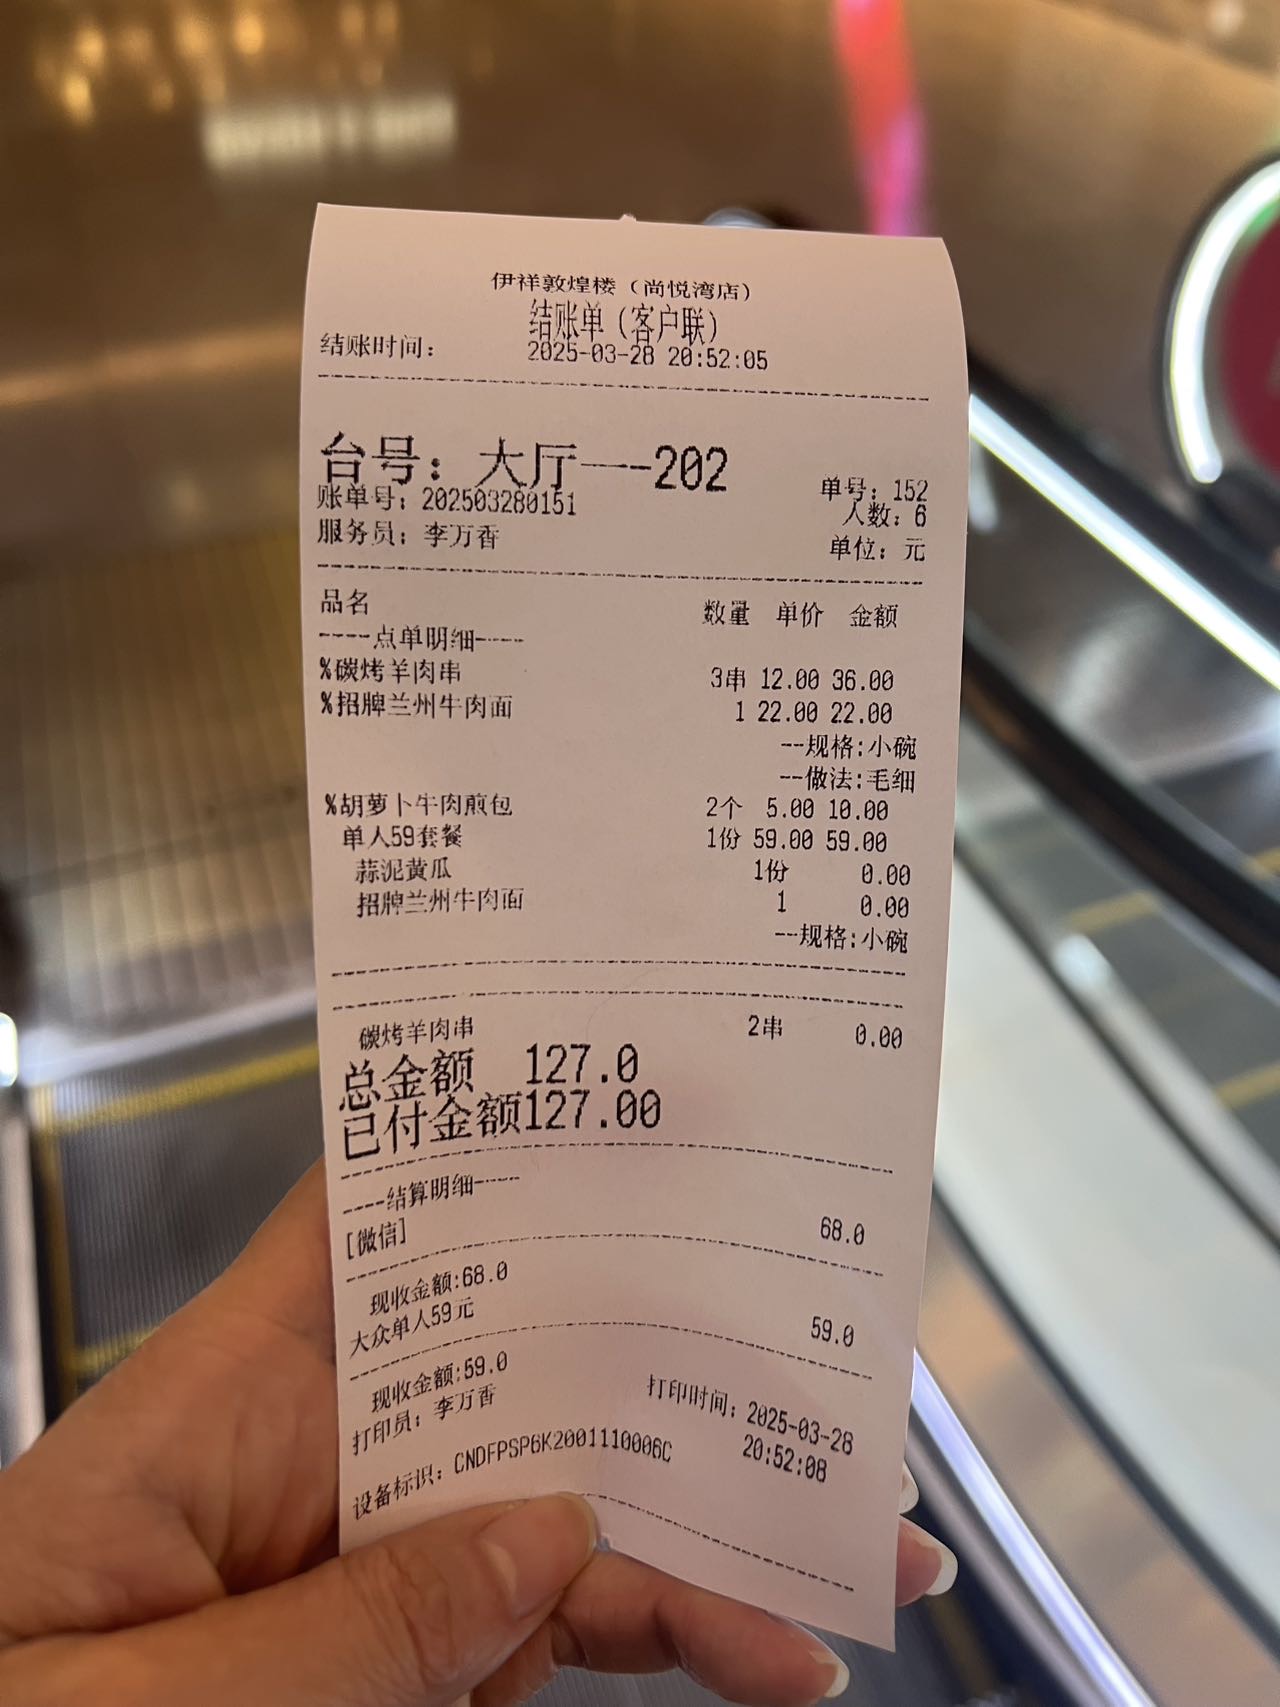 伊祥敦煌楼（尚悦湾店）
结账单（客户联）
结账时间： 2025-03-28 20:52:05
台号：大厅---202
账单号：202503280151 单号：152
人数：6
服务员：李万香 单位：元
品名 数量 单价 金额
----点单明细----
%碳烤羊肉串 3串 12.00 36.00
%招牌兰州牛肉面 1 22.00 22.00
--规格:小碗
--做法:毛细
%胡萝卜牛肉煎包 2个 5.00 10.00
单人59套餐 1份 59.00 59.00
蒜泥黄瓜 1份 0.00
招牌兰州牛肉面 1 0.00
--规格:小碗
碳烤羊肉串 2串 0.00
总金额 127.0
已付金额127.00
----结算明细----
[微信] 68.0
现收金额:68.0
大众单人59元 59.0
现收金额:59.0
打印员：李万香 打印时间：2025-03-28
20:52:08
设备标识：CNDFPSP6K2001110006C